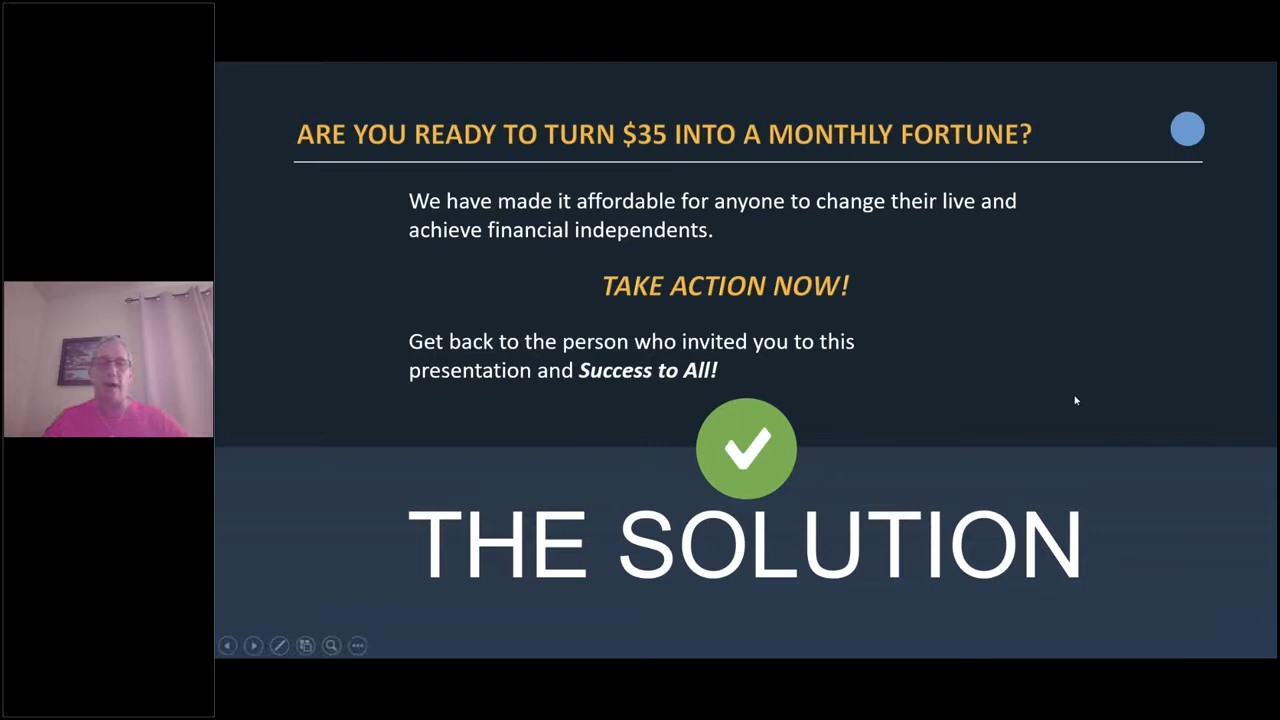 ARE YOU READY TO TURN $35 INTO A MONTHLY FORTUNE?
We have made it affordable for anyone to change their live and
achieve financial independents.
TAKE ACTION NOW!
Get back to the person who invited you to this
presentation and Success to All!
THE SOLUTION